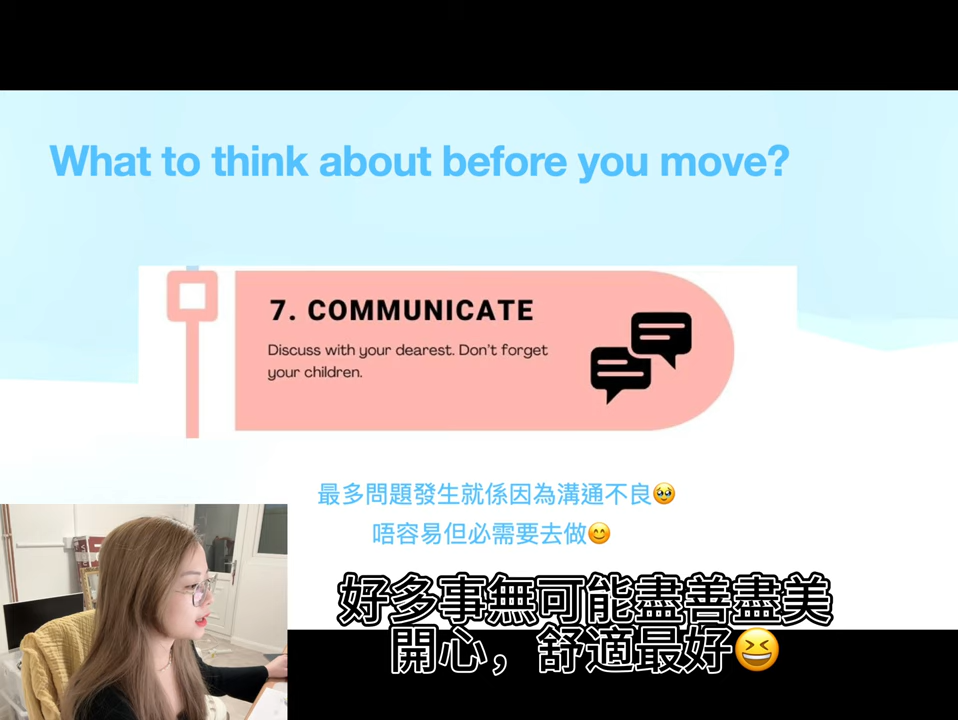 What to think about before you move?
7. COMMUNICATE
Discuss with your dearest. Don't forget
your children.
最多問題發生就係因為溝通不良🥹
唔容易但必需要去做😊
好多事無可能盡善盡美
開心，舒適最好😆